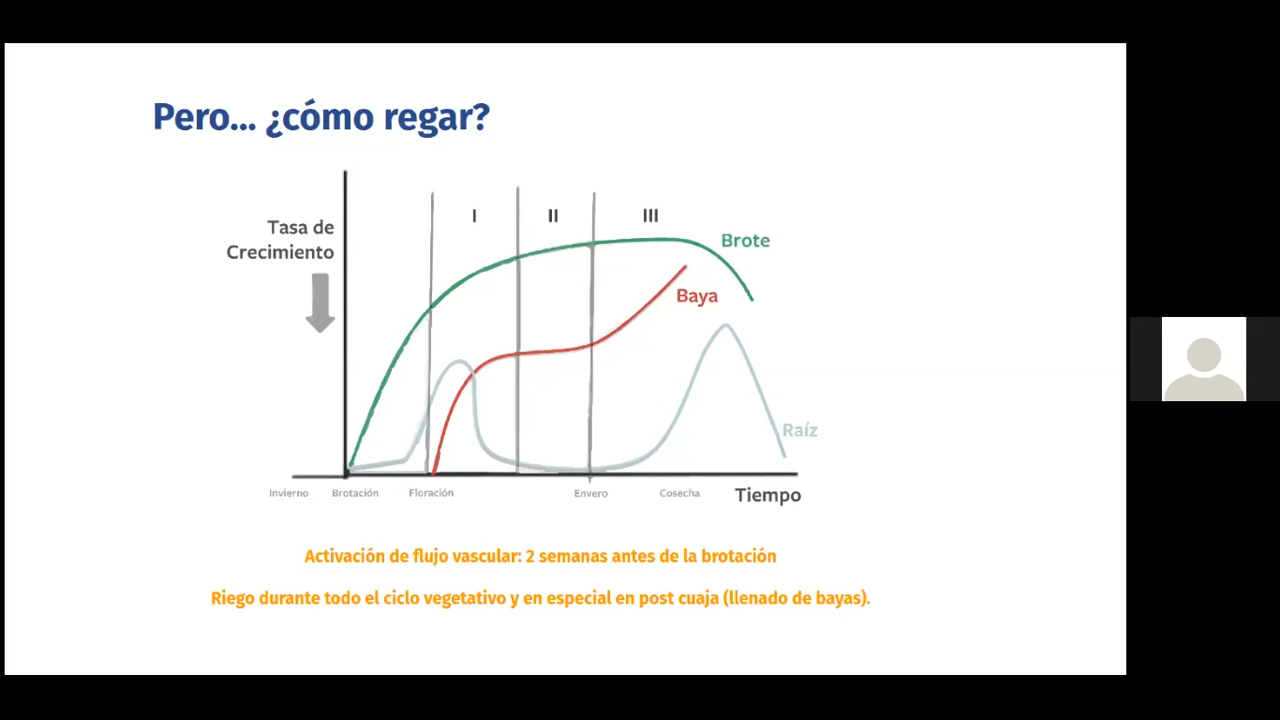 Pero... ¿cómo regar?
Tasa de
Crecimiento
I
II
III
Brote
Baya
Raíz
Invierno
Brotación
Floración
Envero
Cosecha
Tiempo
Activación de flujo vascular: 2 semanas antes de la brotación
Riego durante todo el ciclo vegetativo y en especial en post cuaja (llenado de bayas).